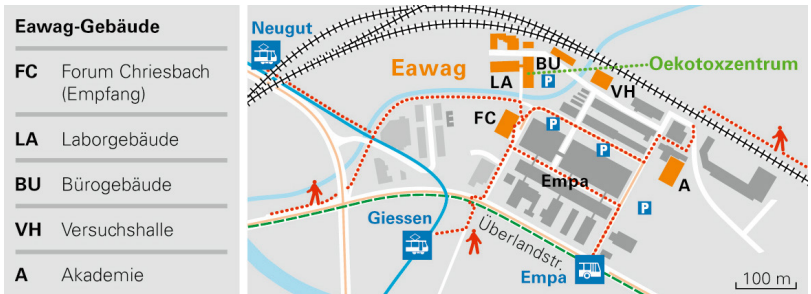 Eawag-Gebäude
FC Forum Chriesbach
(Empfang)
LA Laborgebäude
BU Bürogebäude
VH Versuchshalle
A Akademie
Neugut
Eawag
BU
Oekotoxzentrum
LA
VH
P
FC
P
P
Empa
A
P
Giessen
Überlandstr.
Empa
100 m